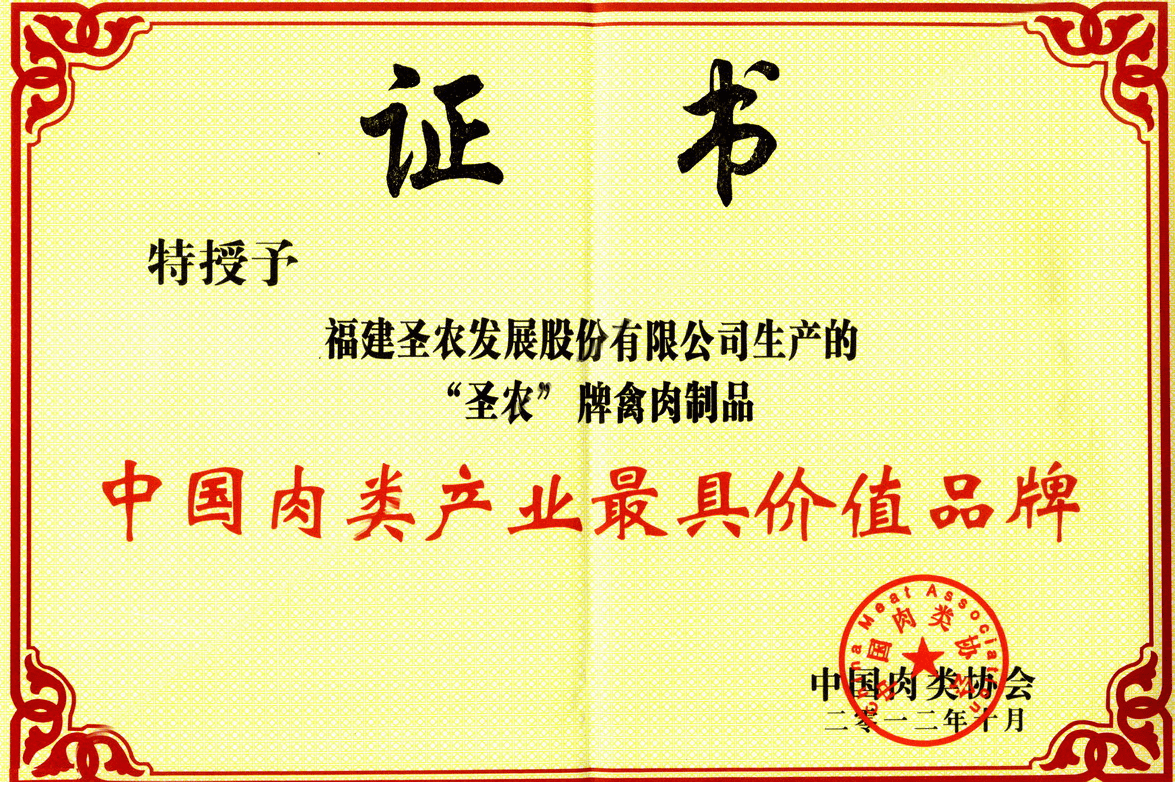 证 书
特授予
福建圣农发展股份有限公司生产的
“圣农” 牌禽肉制品
中国肉类产业最具价值品牌
China Meat Association
中国肉类协会
中国肉类协会
二零一二年十月